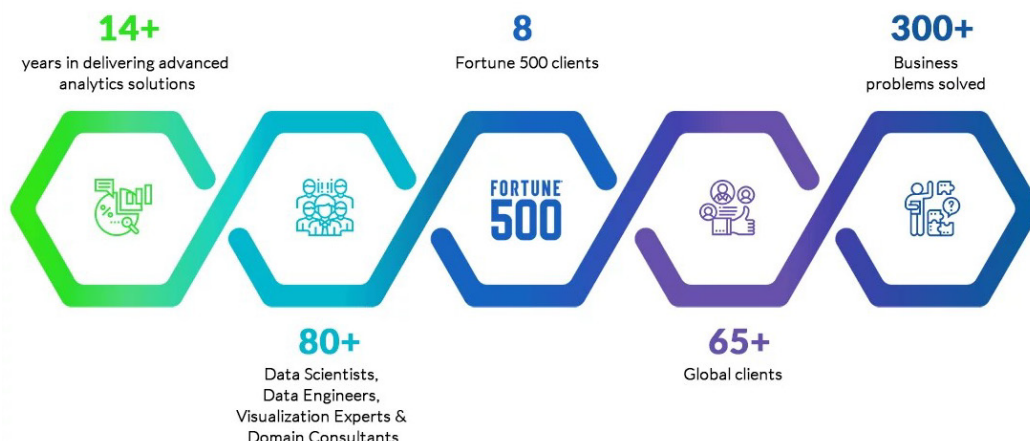 14+
years in delivering advanced
analytics solutions
8
Fortune 500 clients
300+
Business
problems solved
FORTUNE
500
80+
Data Scientists,
Data Engineers,
Visualization Experts &
Domain Consultants
65+
Global clients